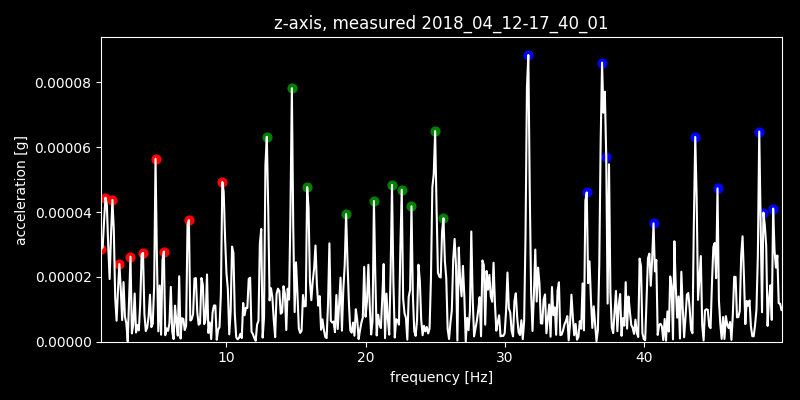 z-axis, measured 2018_04_12-17_40_01
0.00008
0.00006
0.00004
0.00002
0.00000
acceleration [g]
10 20 30 40
frequency [Hz]